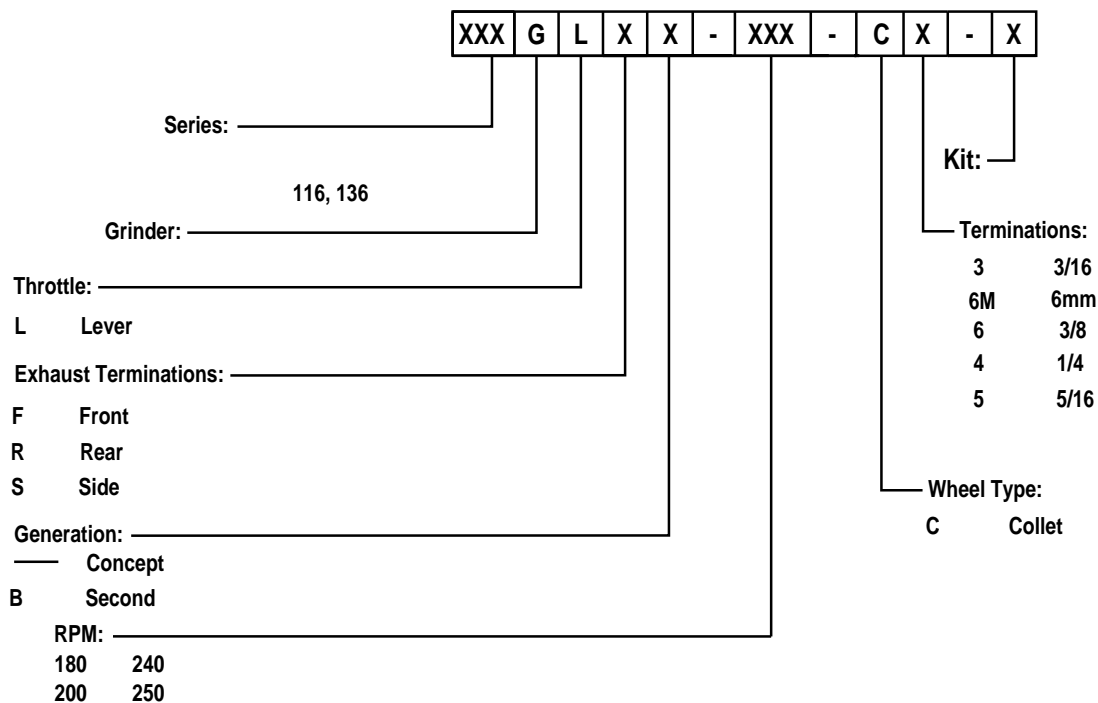 XXX G L X X - XXX - C X - X
Series:
116, 136
Grinder:
Throttle:
L Lever
Exhaust Terminations:
F Front
R Rear
S Side
Generation:
— Concept
B Second
RPM:
180 240
200 250
Kit:
Terminations:
3 3/16
6M 6mm
6 3/8
4 1/4
5 5/16
Wheel Type:
C Collet